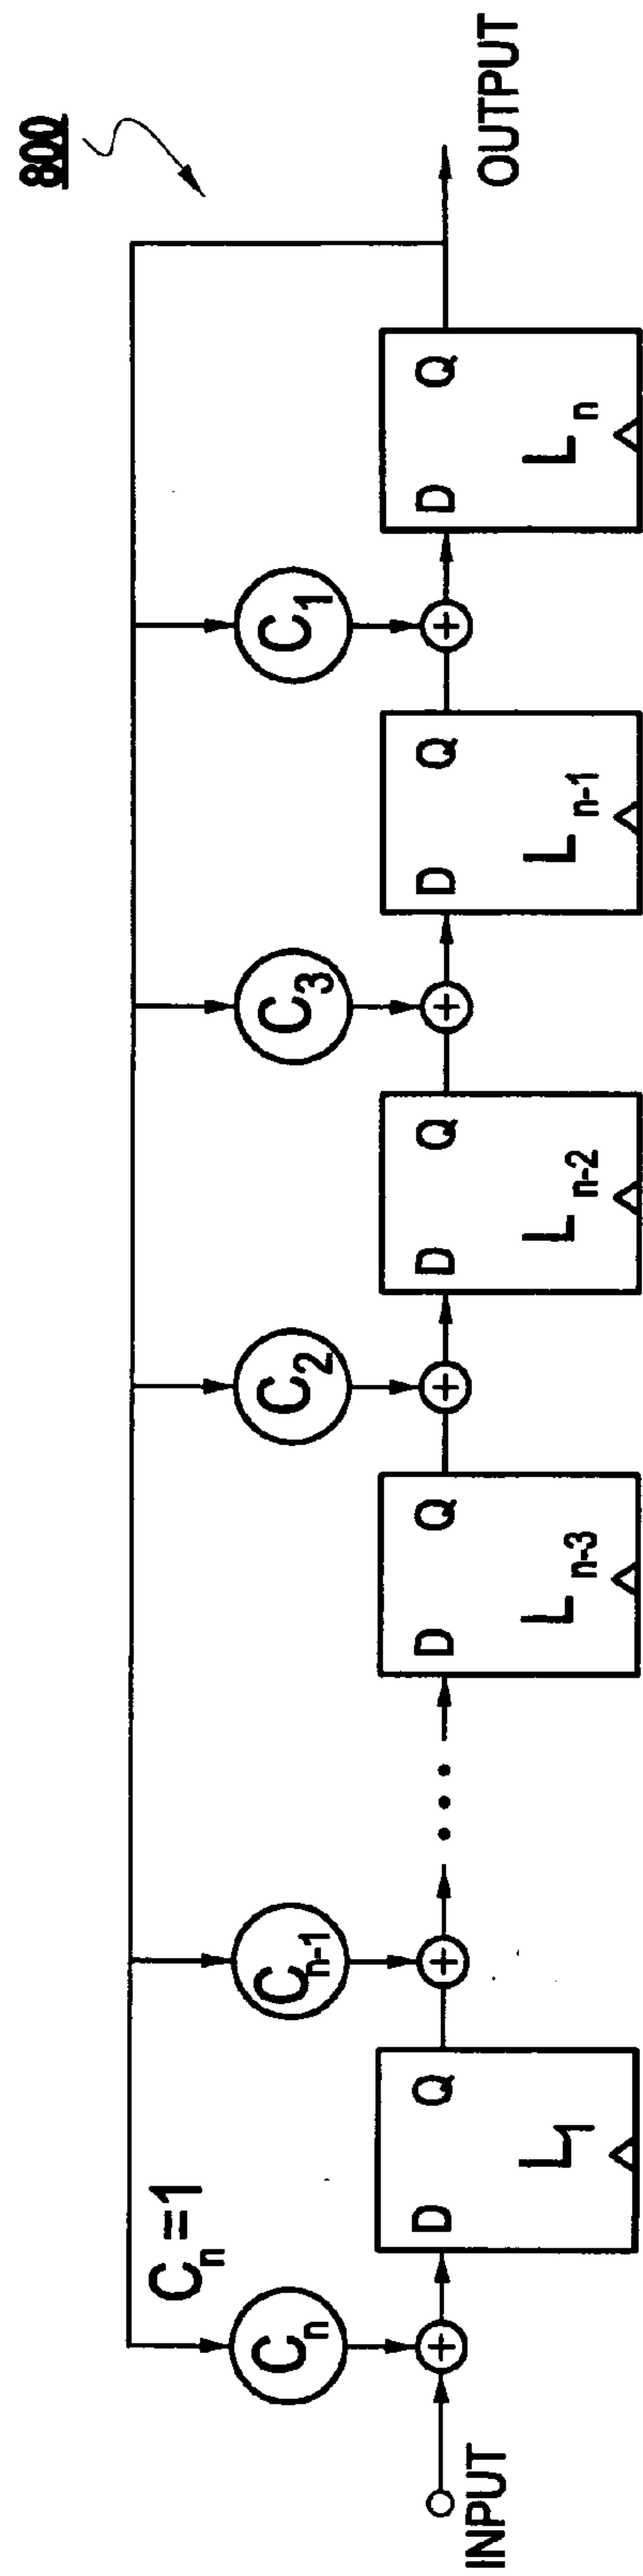 800
C_n = 1
C_n
C_n-1
C_2
C_3
C_1
INPUT
OUTPUT
D Q
L_1
D Q
L_n-3
D Q
L_n-2
D Q
L_n-1
D Q
L_n